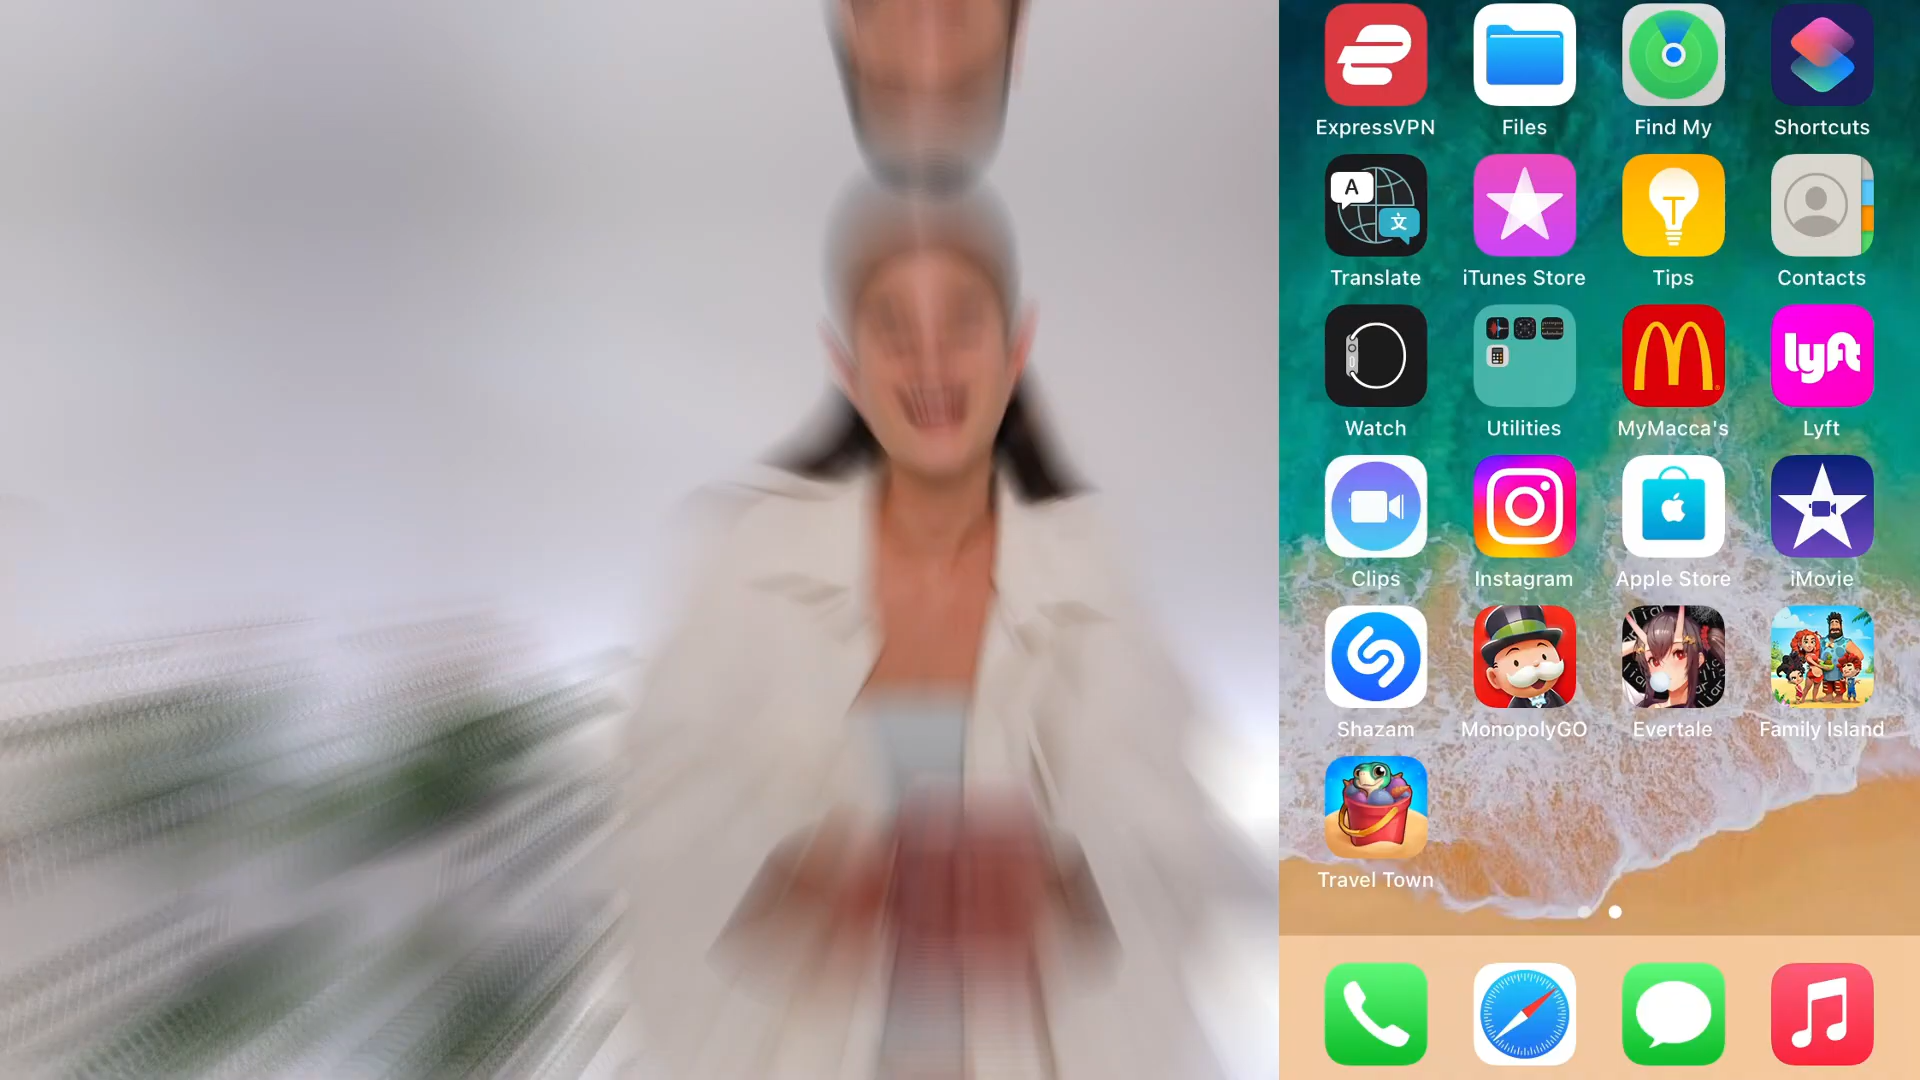 ExpressVPN Files Find My Shortcuts
A 文 T
Translate iTunes Store Tips Contacts
lyft
Watch Utilities MyMacca's Lyft
Clips Instagram Apple Store iMovie
Shazam MonopolyGO Evertale Family Island
Travel Town